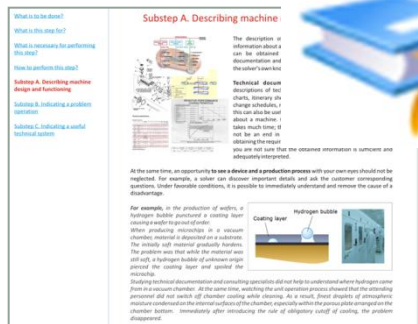 What is to be done?
What is this step for?
What is necessary for performing
this step?
How to perform this step?
Substep A. Describing machine
design and functioning
Substep B. Indicating a problem
operation
Substep C. Indicating a useful
technical system
Substep A. Describing machine
The description o
information about a
can be obtained
documentation and
the solver's own kno
Technical docum
descriptions of tec
charts, itinerary sh
change schedules, r
this can also be use
about a machine.
takes much time; th
not be an end in
obtaining the requir
you are not sure that the obtained information is sufficient and
adequately interpreted.
At the same time, an opportunity to see a device and a production process with your own eyes should not be
neglected. For example, a solver can discover important details and ask the customer corresponding
questions. Under favorable conditions, it is possible to immediately understand and remove the cause of a
disadvantage.
For example, in the production of wafers, a
hydrogen bubble punctured a coating layer
causing a wafer to go out of order.
When producing microchips in a vacuum
chamber, material is deposited on a substrate.
The initially soft material gradually hardens.
The problem was that while the material was
still soft, a hydrogen bubble of unknown origin
pierced the coating layer and spoiled the
microchip.
Coating layer
Hydrogen bubble
Studying technical documentation and consulting specialists did not help to understand where hydrogen came
from in a vacuum chamber. At the same time, watching the unit operation process showed that the attending
personnel did not switch off chamber cooling while cleaning. As a result, finest droplets of atmospheric
moisture condensed on the internal surfaces of the chamber, especially within the porous plate arranged on the
chamber bottom. Immediately after introducing the rule of obligatory cutoff of cooling, the problem
disappeared.